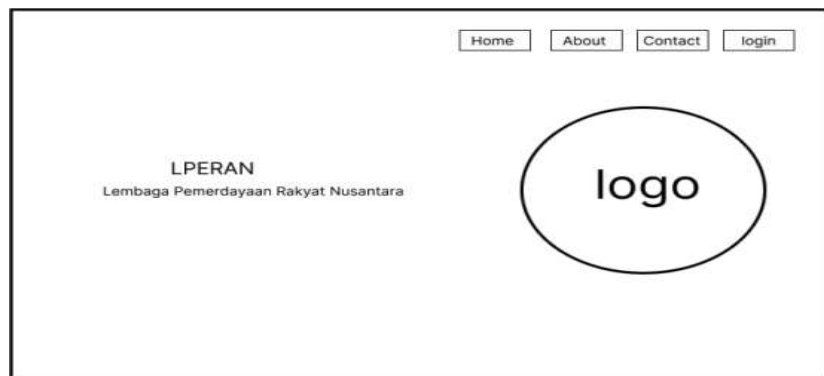 Home About Contact login
LPERAN
Lembaga Pemerdayaan Rakyat Nusantara
logo